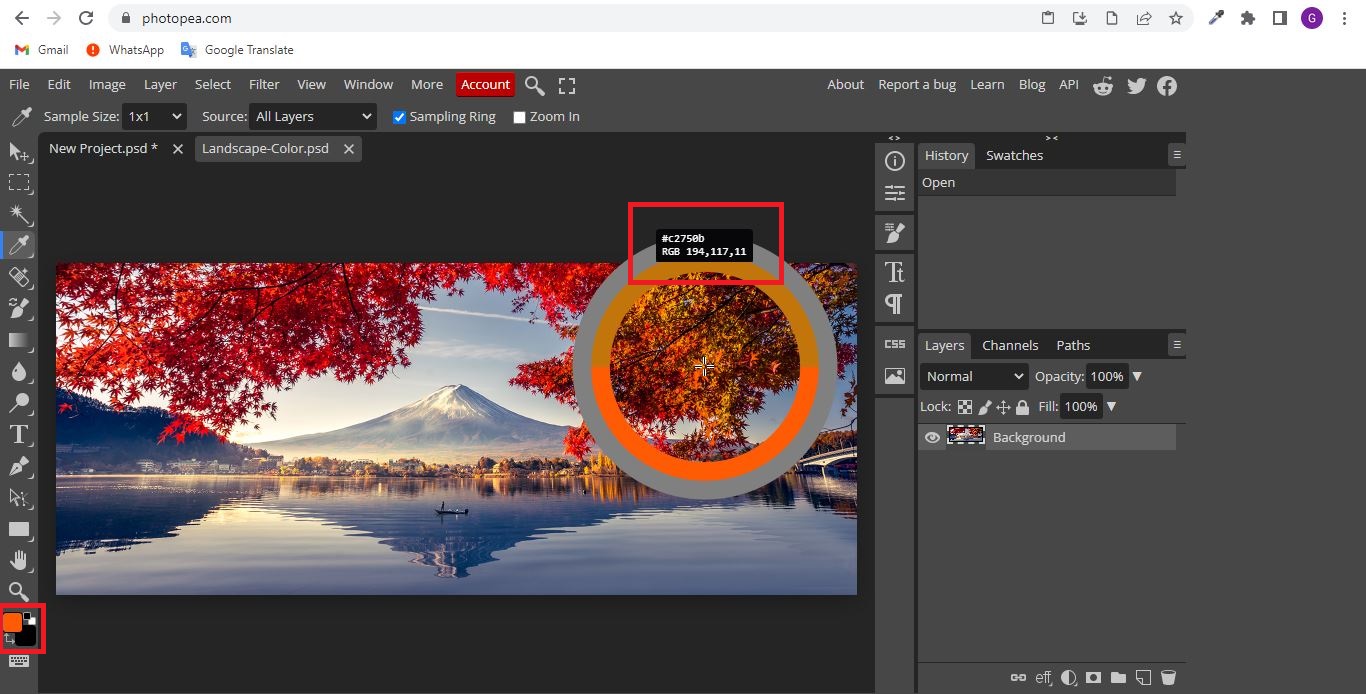 photopea.com
G
Gmail WhatsApp Google Translate
File Edit Image Layer Select Filter View Window More Account About Report a bug Learn Blog API
Sample Size: 1x1 Source: All Layers Sampling Ring Zoom In
New Project.psd * Landscape-Color.psd
< > > <
History Swatches
Open
#c2750b
RGB 194,117,11
Tt
CSS
Layers Channels Paths
Normal Opacity: 100%
Lock: Fill: 100%
Background
T
eff